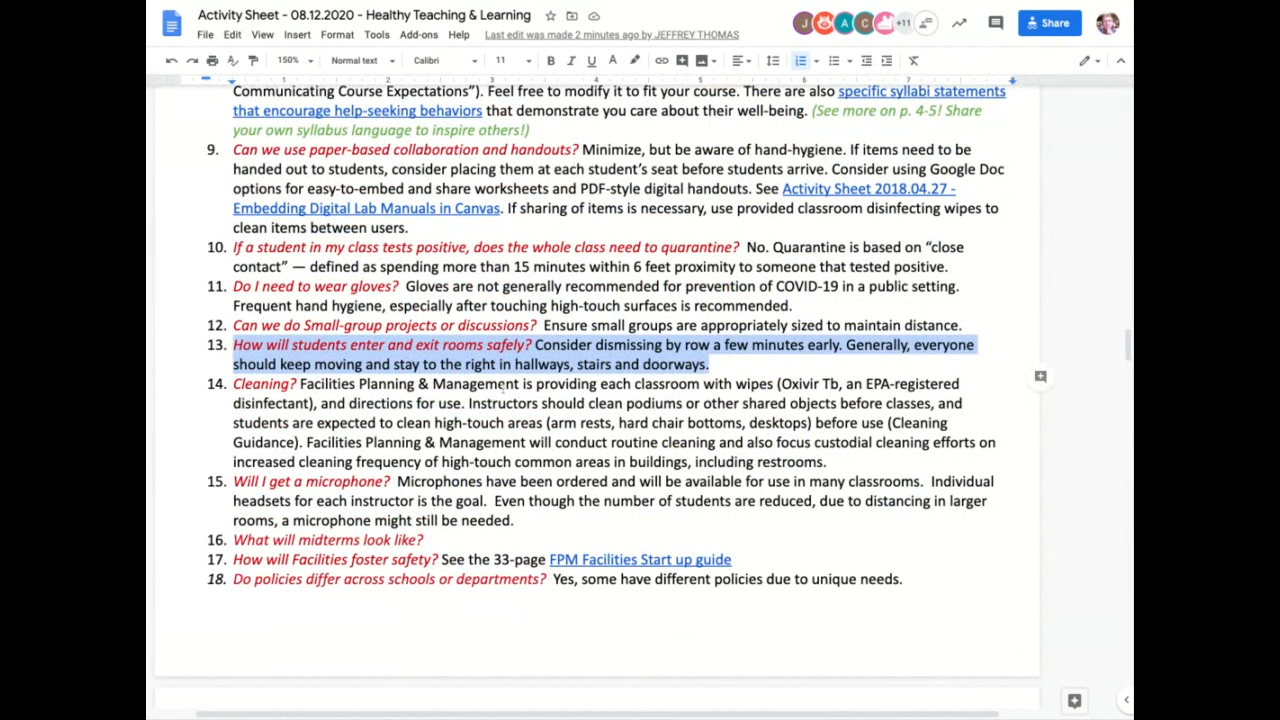 Activity Sheet - 08.12.2020 - Healthy Teaching & Learning
File Edit View Insert Format Tools Add-ons Help Last edit was made 2 minutes ago by JEFFREY THOMAS
J A C +11 Share
150% Normal text Calibri 11 B I U A
1 2 3 4 5 6 7
Communicating Course Expectations"). Feel free to modify it to fit your course. There are also specific syllabi statements
that encourage help-seeking behaviors that demonstrate you care about their well-being. (See more on p. 4-5! Share
your own syllabus language to inspire others!)
9. Can we use paper-based collaboration and handouts? Minimize, but be aware of hand-hygiene. If items need to be
handed out to students, consider placing them at each student's seat before students arrive. Consider using Google Doc
options for easy-to-embed and share worksheets and PDF-style digital handouts. See Activity Sheet 2018.04.27 -
Embedding Digital Lab Manuals in Canvas. If sharing of items is necessary, use provided classroom disinfecting wipes to
clean items between users.
10. If a student in my class tests positive, does the whole class need to quarantine? No. Quarantine is based on “close
contact” — defined as spending more than 15 minutes within 6 feet proximity to someone that tested positive.
11. Do I need to wear gloves? Gloves are not generally recommended for prevention of COVID-19 in a public setting.
Frequent hand hygiene, especially after touching high-touch surfaces is recommended.
12. Can we do Small-group projects or discussions? Ensure small groups are appropriately sized to maintain distance.
13. How will students enter and exit rooms safely? Consider dismissing by row a few minutes early. Generally, everyone
should keep moving and stay to the right in hallways, stairs and doorways.
14. Cleaning? Facilities Planning & Management is providing each classroom with wipes (Oxivir Tb, an EPA-registered
disinfectant), and directions for use. Instructors should clean podiums or other shared objects before classes, and
students are expected to clean high-touch areas (arm rests, hard chair bottoms, desktops) before use (Cleaning
Guidance). Facilities Planning & Management will conduct routine cleaning and also focus custodial cleaning efforts on
increased cleaning frequency of high-touch common areas in buildings, including restrooms.
15. Will I get a microphone? Microphones have been ordered and will be available for use in many classrooms. Individual
headsets for each instructor is the goal. Even though the number of students are reduced, due to distancing in larger
rooms, a microphone might still be needed.
16. What will midterms look like?
17. How will Facilities foster safety? See the 33-page FPM Facilities Start up guide
18. Do policies differ across schools or departments? Yes, some have different policies due to unique needs.